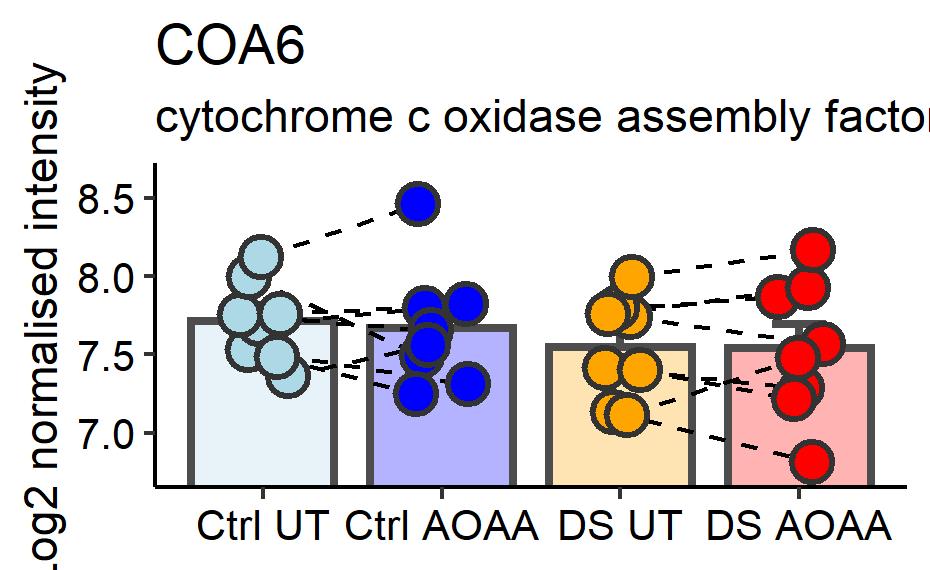 COA6
cytochrome c oxidase assembly factor
log2 normalised intensity
8.5
8.0
7.5
7.0
Ctrl UT Ctrl AOAA DS UT DS AOAA